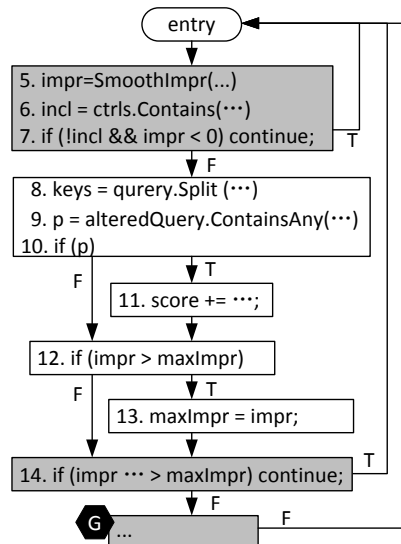 entry
5. impr=SmoothImpr(...)
6. incl = ctrls.Contains(⋯)
7. if (!incl && impr < 0) continue;
T
F
8. keys = qurery.Split (⋯)
9. p = alteredQuery.ContainsAny(⋯)
10. if (p)
F
T
11. score += ⋯;
12. if (impr > maxImpr)
F
T
13. maxImpr = impr;
14. if (impr ⋯ > maxImpr) continue;
T
F
G
...
F